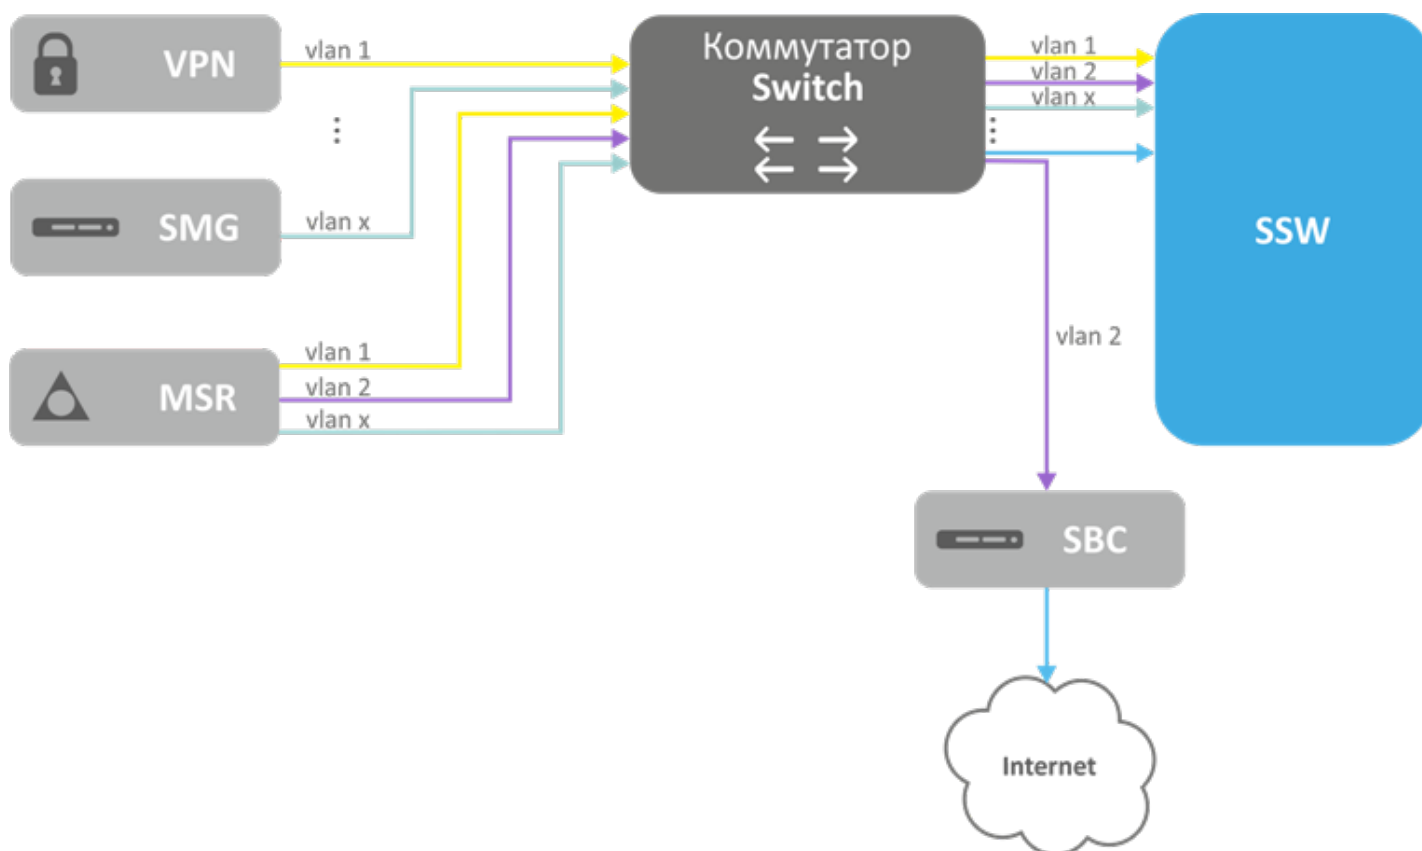 VPN
vlan 1
SMG
vlan x
MSR
vlan 1
vlan 2
vlan x
Коммутатор
Switch
vlan 1
vlan 2
vlan x
SSW
vlan 2
SBC
Internet